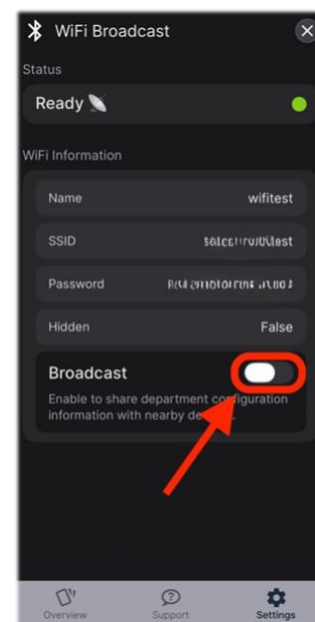 WiFi Broadcast
Status
Ready
WiFi Information
Name wifitest
SSID
Password
Hidden False
Broadcast
Enable to share department configuration
information with nearby
Overview Support Settings